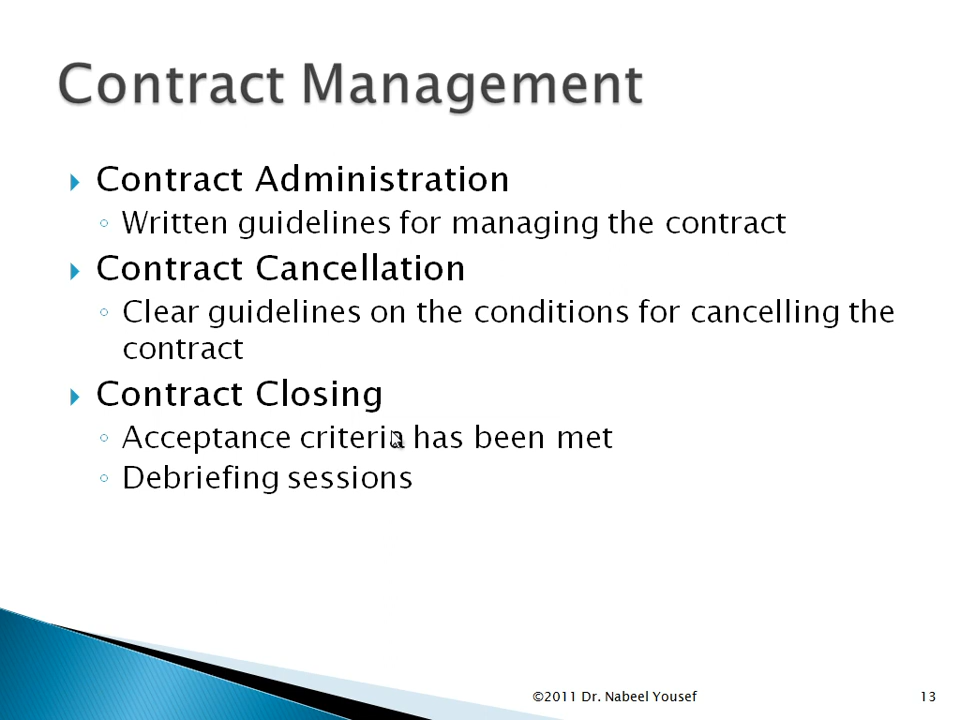 Contract Management
Contract Administration
Written guidelines for managing the contract
Contract Cancellation
Clear guidelines on the conditions for cancelling the
contract
Contract Closing
Acceptance criteria has been met
Debriefing sessions
©2011 Dr. Nabeel Yousef
13